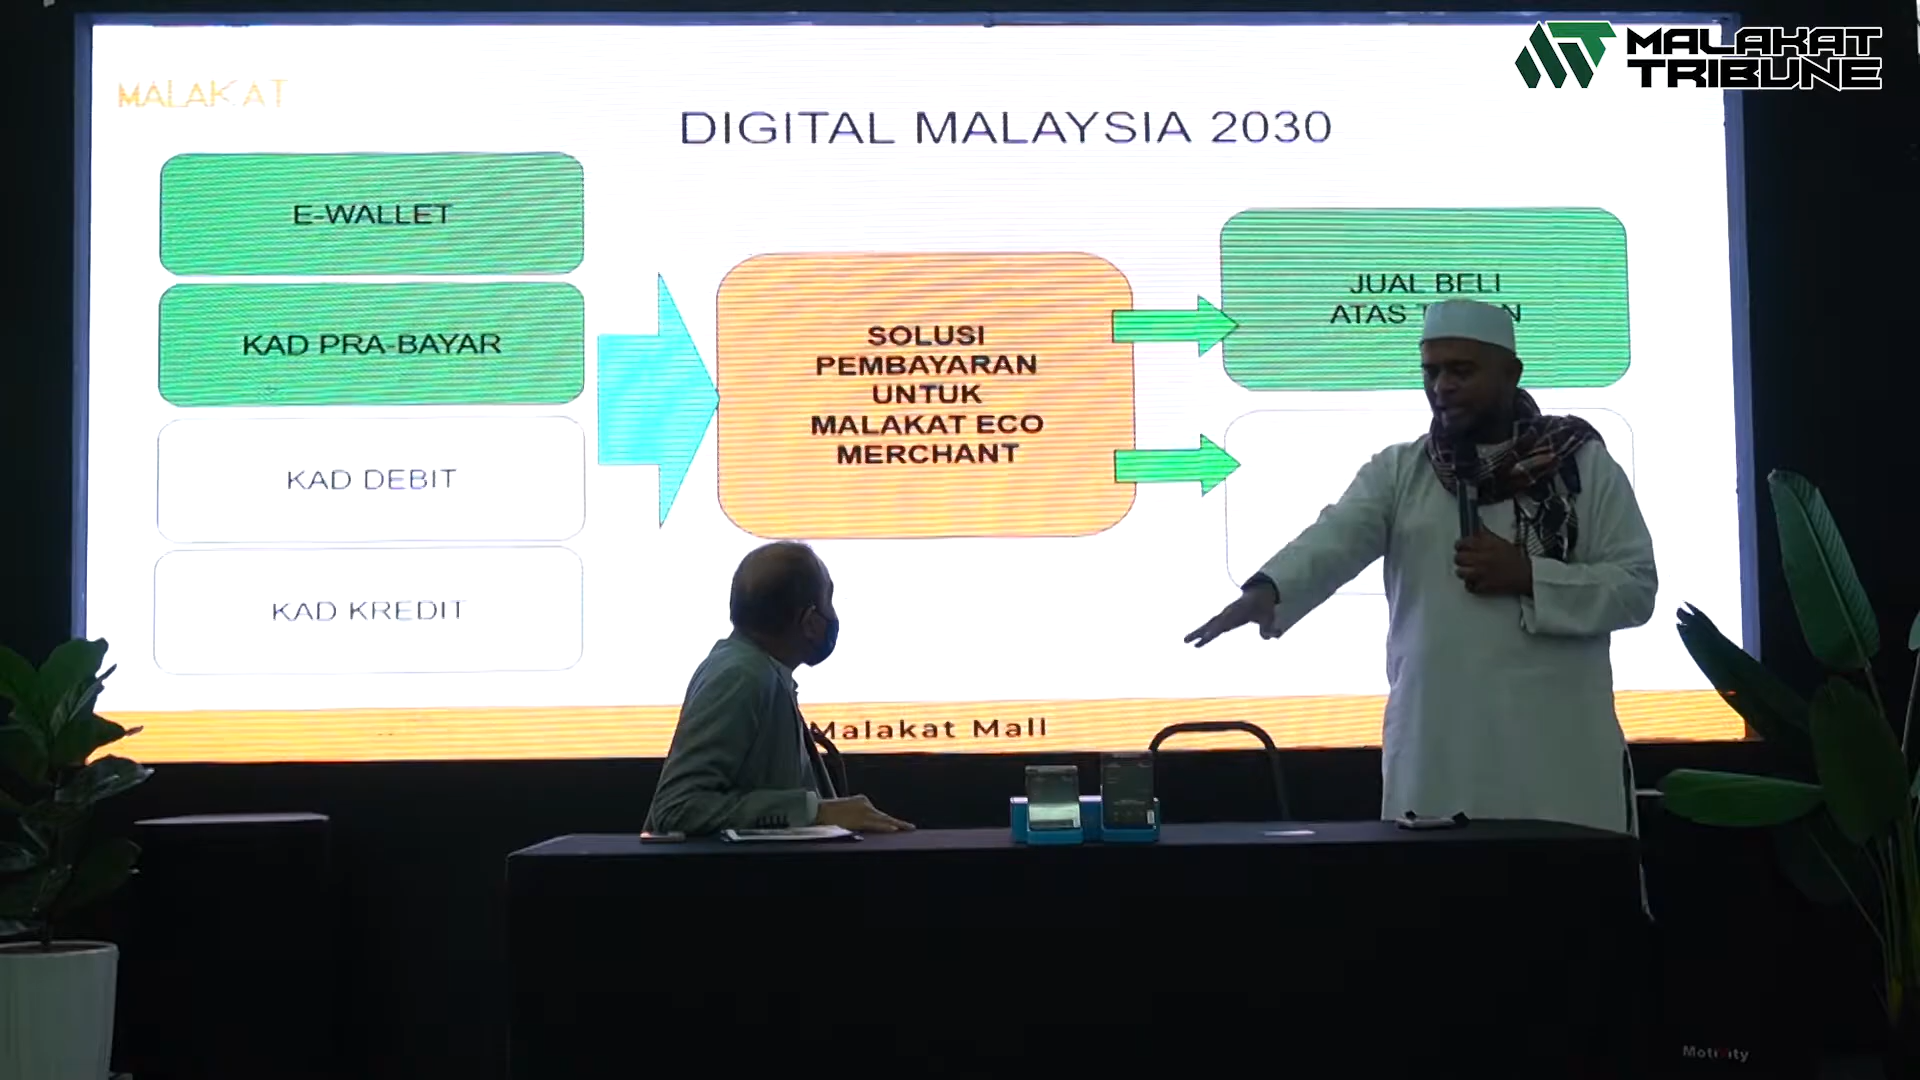 MALAKAT
TRIBUNE
MALAKAT
DIGITAL MALAYSIA 2030
E-WALLET
KAD PRA-BAYAR
KAD DEBIT
KAD KREDIT
SOLUSI
PEMBAYARAN
UNTUK
MALAKAT ECO
MERCHANT
JUAL BELI
ATAS
Malakat Mall
Motivity